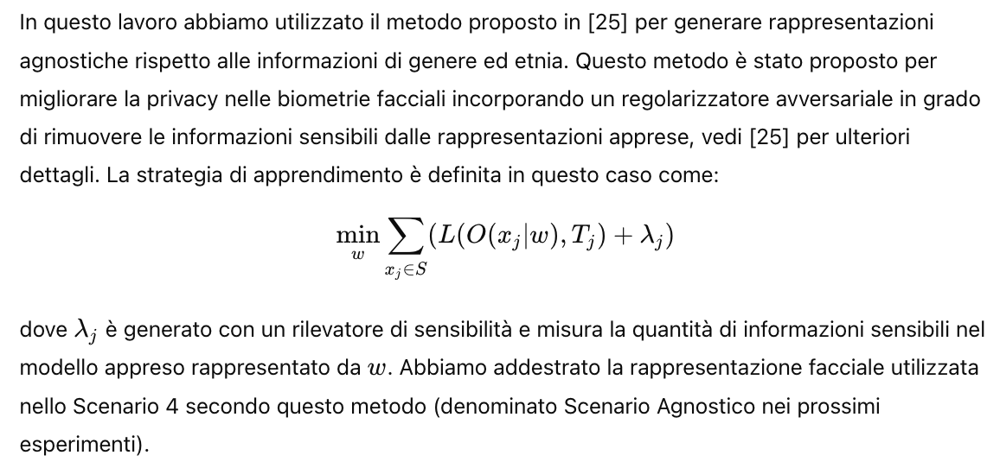 In questo lavoro abbiamo utilizzato il metodo proposto in [25] per generare rappresentazioni
agnostiche rispetto alle informazioni di genere ed etnia. Questo metodo è stato proposto per
migliorare la privacy nelle biometrie facciali incorporando un regolarizzatore avversariale in grado
di rimuovere le informazioni sensibili dalle rappresentazioni apprese, vedi [25] per ulteriori
dettagli. La strategia di apprendimento è definita in questo caso come:
min_w ∑_{x_j∈S} (L(O(x_j|w), T_j) + λ_j)
dove λ_j è generato con un rilevatore di sensibilità e misura la quantità di informazioni sensibili nel
modello appreso rappresentato da w. Abbiamo addestrato la rappresentazione facciale utilizzata
nello Scenario 4 secondo questo metodo (denominato Scenario Agnostico nei prossimi
esperimenti).